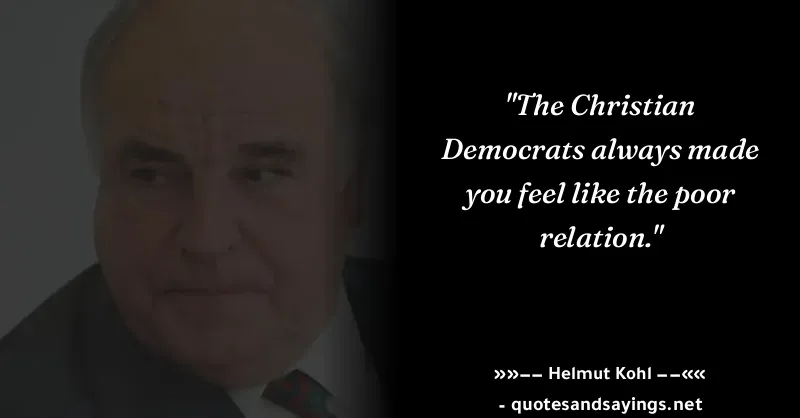 "The Christian
Democrats always made
you feel like the poor
relation."
»»−− Helmut Kohl −−««
- quotesandsayings.net